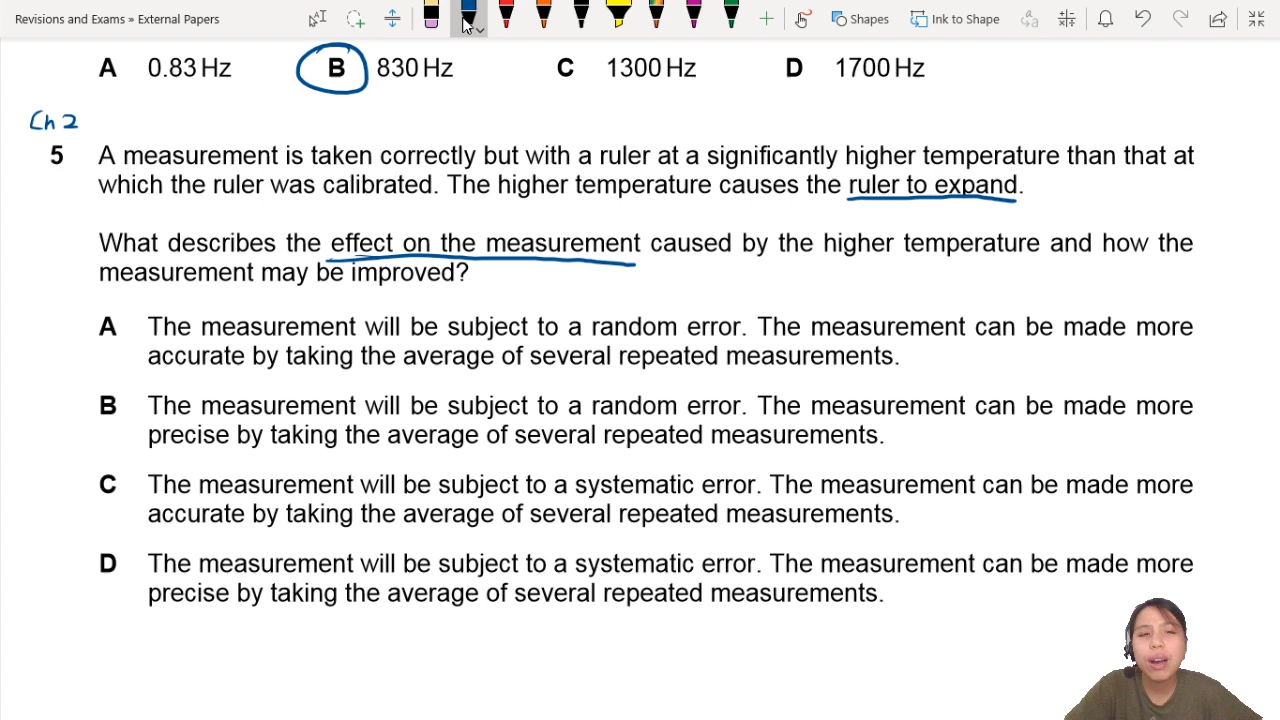 Revisions and Exams » External Papers
Shapes
Ink to Shape
A 0.83 Hz B 830 Hz C 1300 Hz D 1700 Hz
Ch 2
5 A measurement is taken correctly but with a ruler at a significantly higher temperature than that at
which the ruler was calibrated. The higher temperature causes the ruler to expand.
What describes the effect on the measurement caused by the higher temperature and how the
measurement may be improved?
A The measurement will be subject to a random error. The measurement can be made more
accurate by taking the average of several repeated measurements.
B The measurement will be subject to a random error. The measurement can be made more
precise by taking the average of several repeated measurements.
C The measurement will be subject to a systematic error. The measurement can be made more
accurate by taking the average of several repeated measurements.
D The measurement will be subject to a systematic error. The measurement can be made more
precise by taking the average of several repeated measurements.